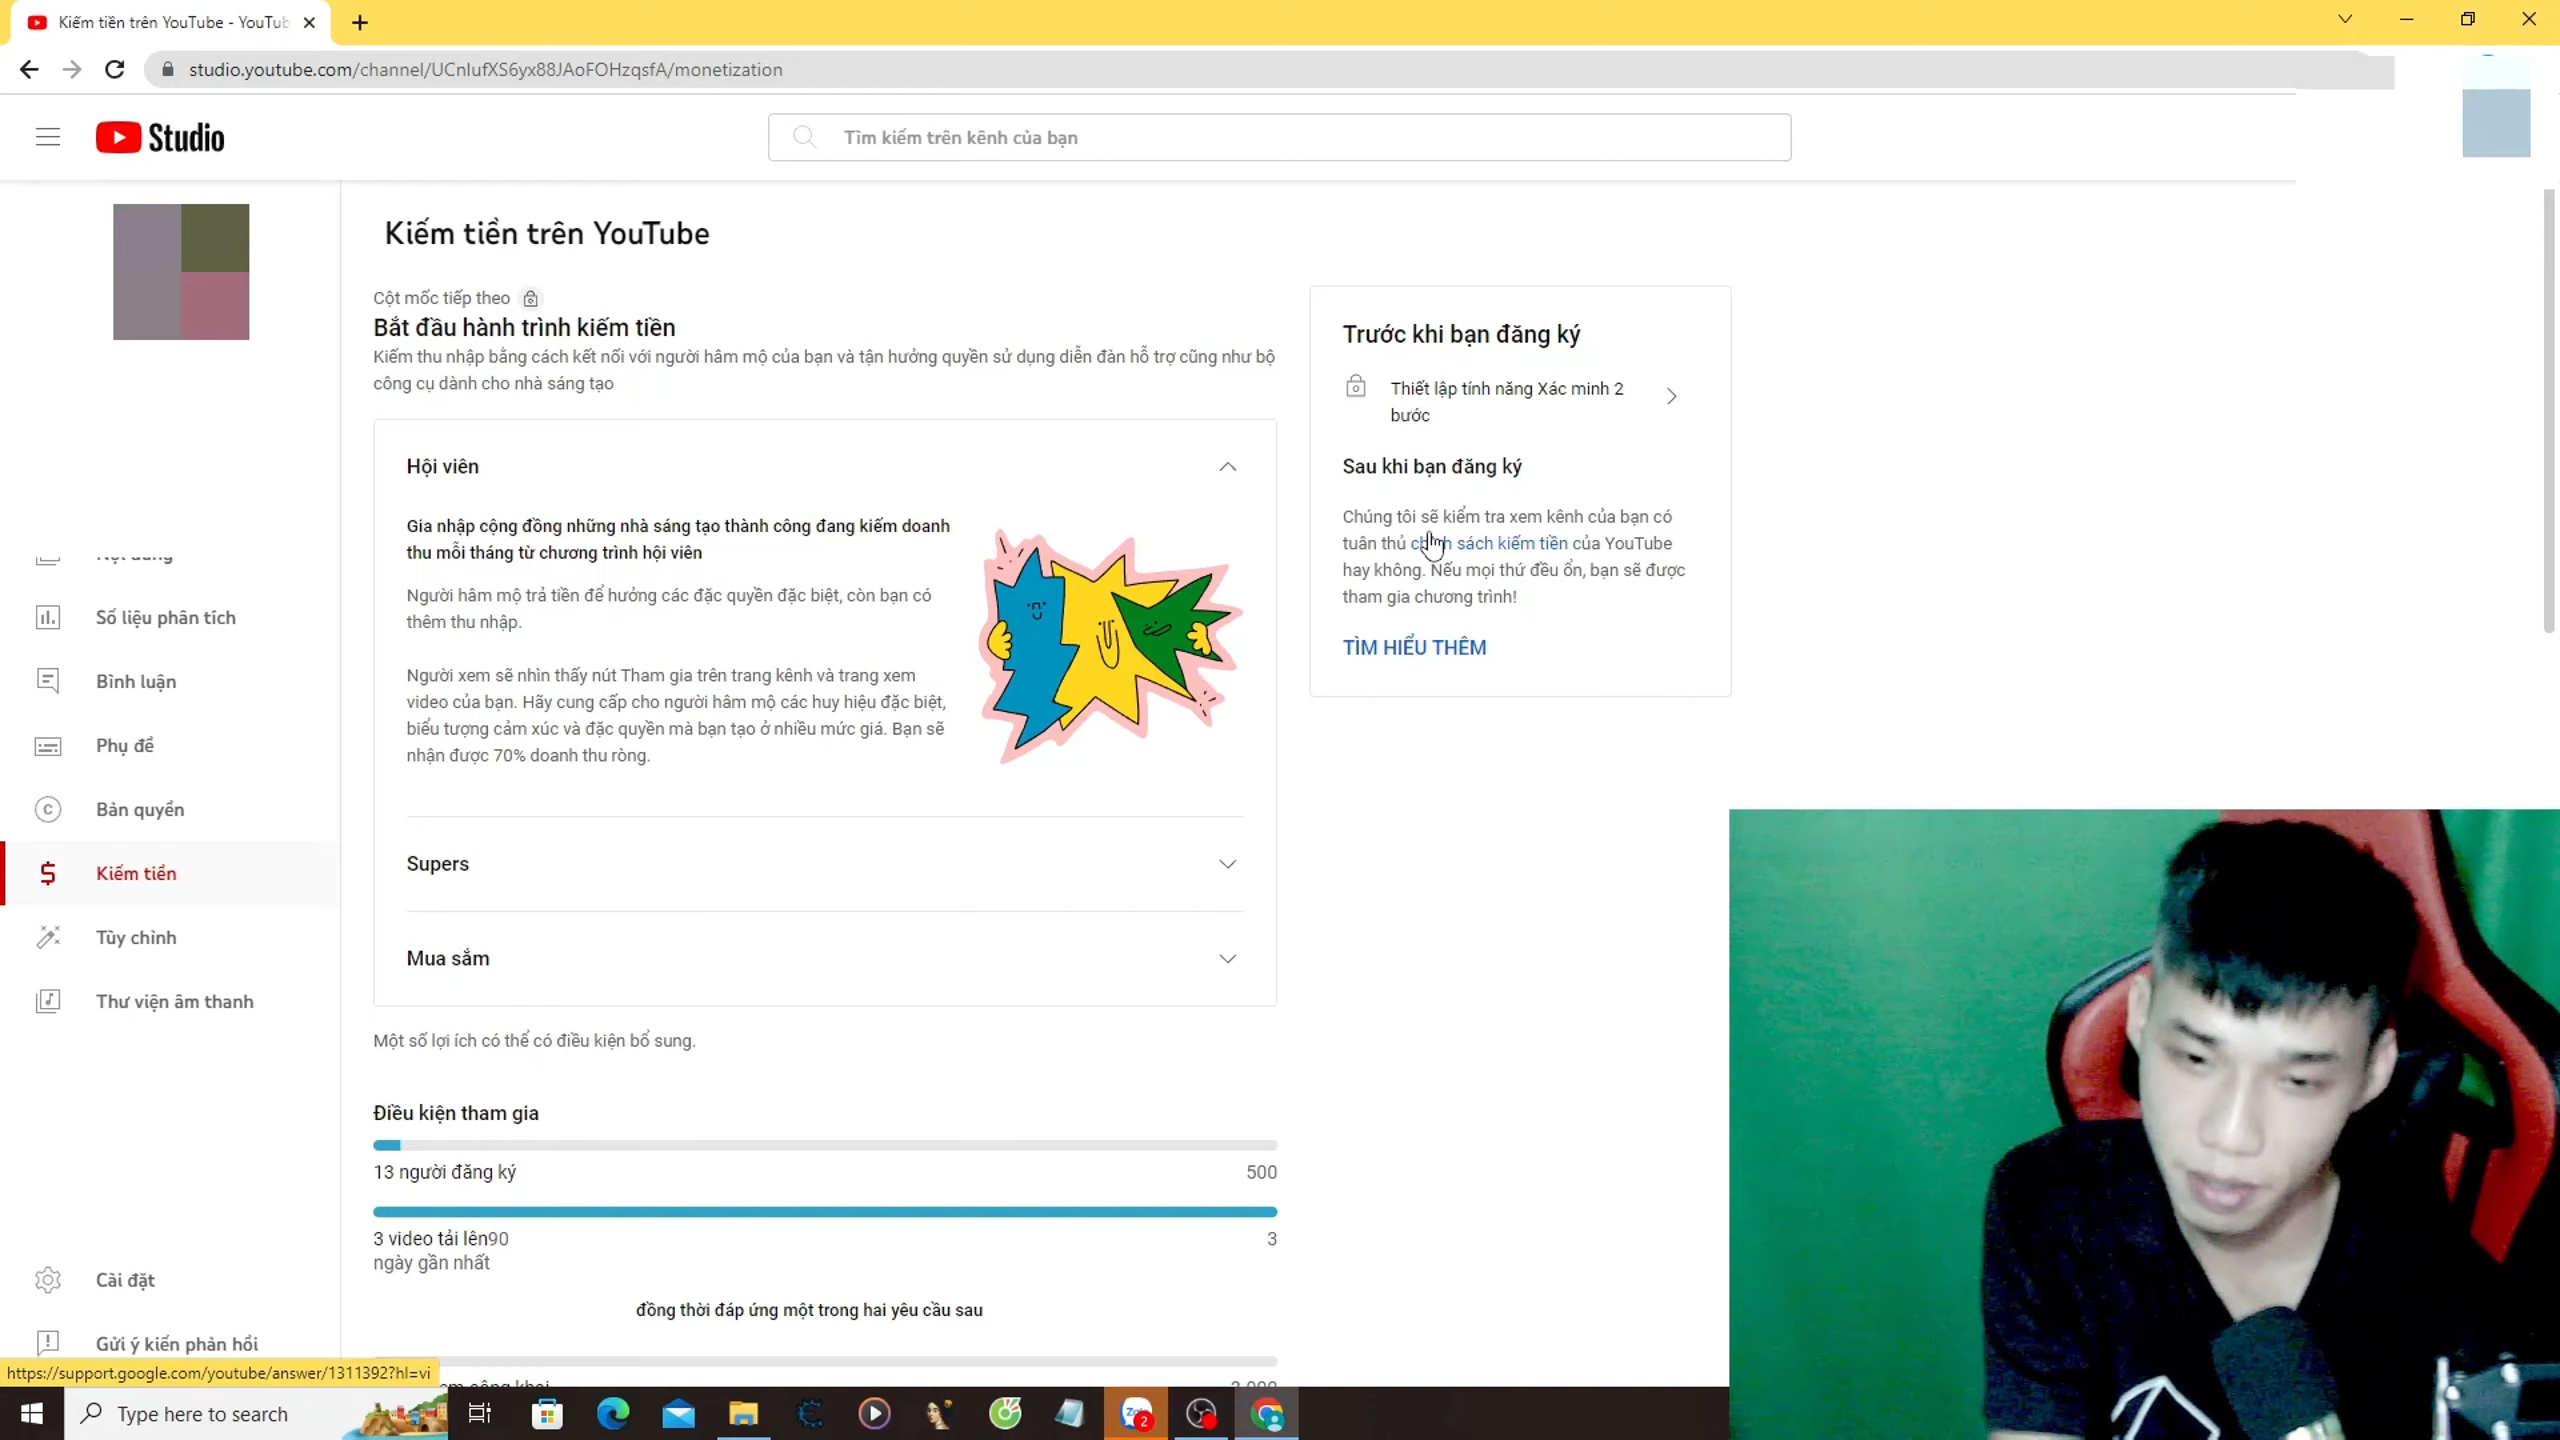 Kiếm tiền trên YouTube - YouTub
studio.youtube.com/channel/UCnlufXS6yx88JAoFOHzqsfA/monetization
Studio
Tìm kiếm trên kênh của bạn
Kiếm tiền trên YouTube
Cột mốc tiếp theo
Bắt đầu hành trình kiếm tiền
Kiếm thu nhập bằng cách kết nối với người hâm mộ của bạn và tận hưởng quyền sử dụng diễn đàn hỗ trợ cũng như bộ
công cụ dành cho nhà sáng tạo
Hội viên
Gia nhập cộng đồng những nhà sáng tạo thành công đang kiếm doanh
thu mỗi tháng từ chương trình hội viên
Người hâm mộ trả tiền để hưởng các đặc quyền đặc biệt, còn bạn có
thêm thu nhập.
Người xem sẽ nhìn thấy nút Tham gia trên trang kênh và trang xem
video của bạn. Hãy cung cấp cho người hâm mộ các huy hiệu đặc biệt,
biểu tượng cảm xúc và đặc quyền mà bạn tạo ở nhiều mức giá. Bạn sẽ
nhận được 70% doanh thu ròng.
Supers
Mua sắm
Một số lợi ích có thể có điều kiện bổ sung.
Điều kiện tham gia
13 người đăng ký
500
3 video tải lên90
ngày gần nhất
3
đồng thời đáp ứng một trong hai yêu cầu sau
3.000
Trước khi bạn đăng ký
Thiết lập tính năng Xác minh 2
bước
Sau khi bạn đăng ký
Chúng tôi sẽ kiểm tra xem kênh của bạn có
tuân thủ chính sách kiếm tiền của YouTube
hay không. Nếu mọi thứ đều ổn, bạn sẽ được
tham gia chương trình!
TÌM HIỂU THÊM
Nội dung
Số liệu phân tích
Bình luận
Phụ đề
Bản quyền
Kiếm tiền
Tùy chỉnh
Thư viện âm thanh
Cài đặt
Gửi ý kiến phản hồi
https://support.google.com/youtube/answer/1311392?hl=vi
Type here to search
2